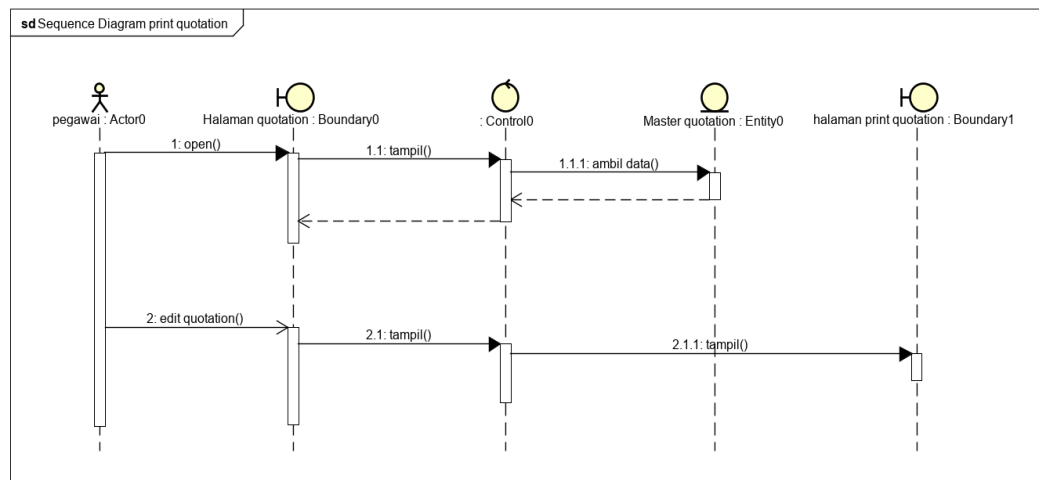 sd Sequence Diagram print quotation
pegawai : Actor0
Halaman quotation : Boundary0
: Control0
Master quotation : Entity0
halaman print quotation : Boundary1
1: open()
1.1: tampil()
1.1.1: ambil data()
2: edit quotation()
2.1: tampil()
2.1.1: tampil()